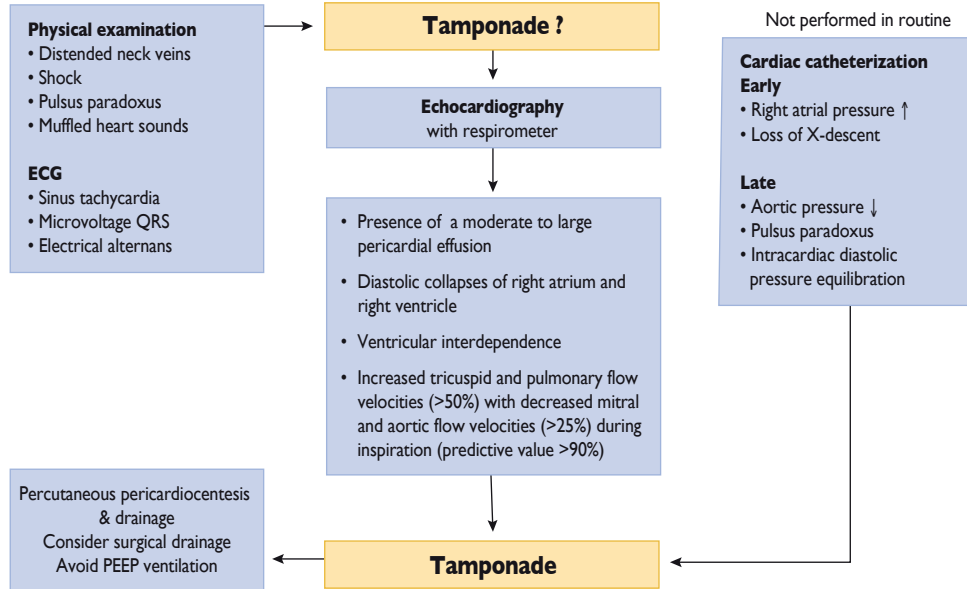 Physical examination
• Distended neck veins
• Shock
• Pulsus paradoxus
• Muffled heart sounds
ECG
• Sinus tachycardia
• Microvoltage QRS
• Electrical alternans
Tamponade ?
Echocardiography
with respirometer
• Presence of a moderate to large
pericardial effusion
• Diastolic collapses of right atrium and
right ventricle
• Ventricular interdependence
• Increased tricuspid and pulmonary flow
velocities (>50%) with decreased mitral
and aortic flow velocities (>25%) during
inspiration (predictive value >90%)
Not performed in routine
Cardiac catheterization
Early
• Right atrial pressure ↑
• Loss of X-descent
Late
• Aortic pressure ↓
• Pulsus paradoxus
• Intracardiac diastolic
pressure equilibration
Tamponade
Percutaneous pericardiocentesis
& drainage
Consider surgical drainage
Avoid PEEP ventilation